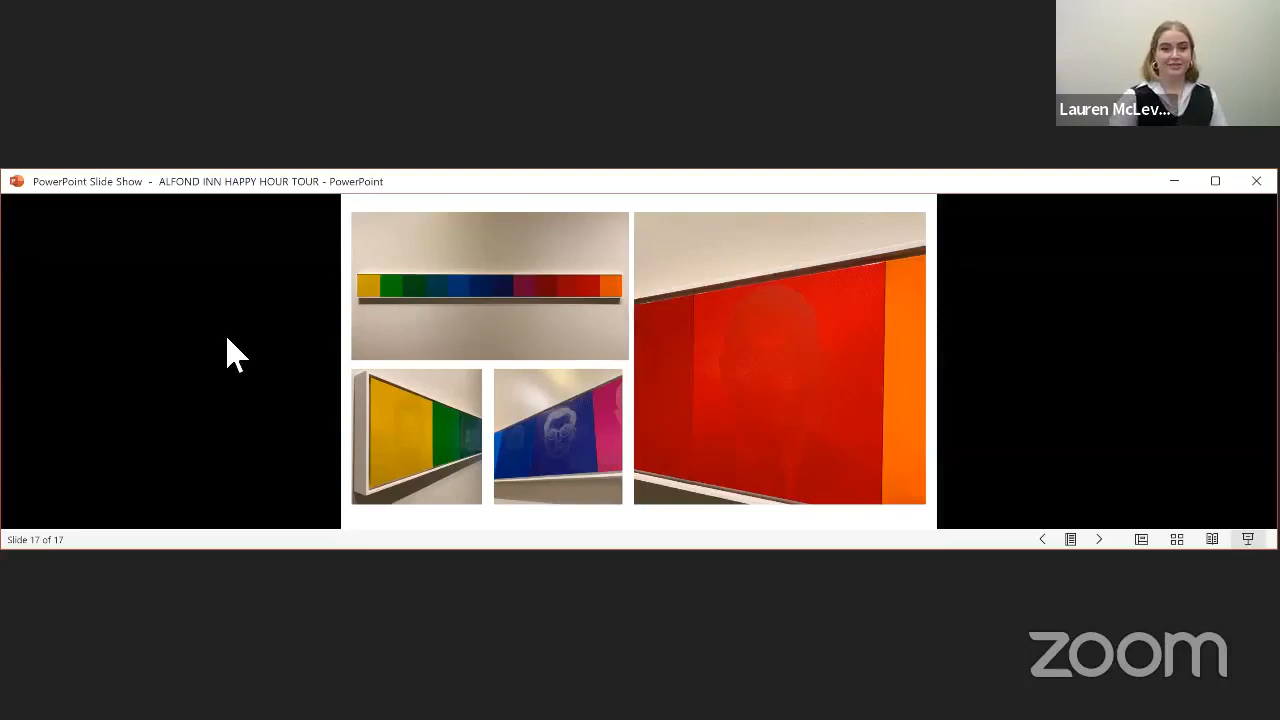 Lauren McLev...
PowerPoint Slide Show - ALFOND INN HAPPY HOUR TOUR - PowerPoint
Slide 17 of 17
zoom